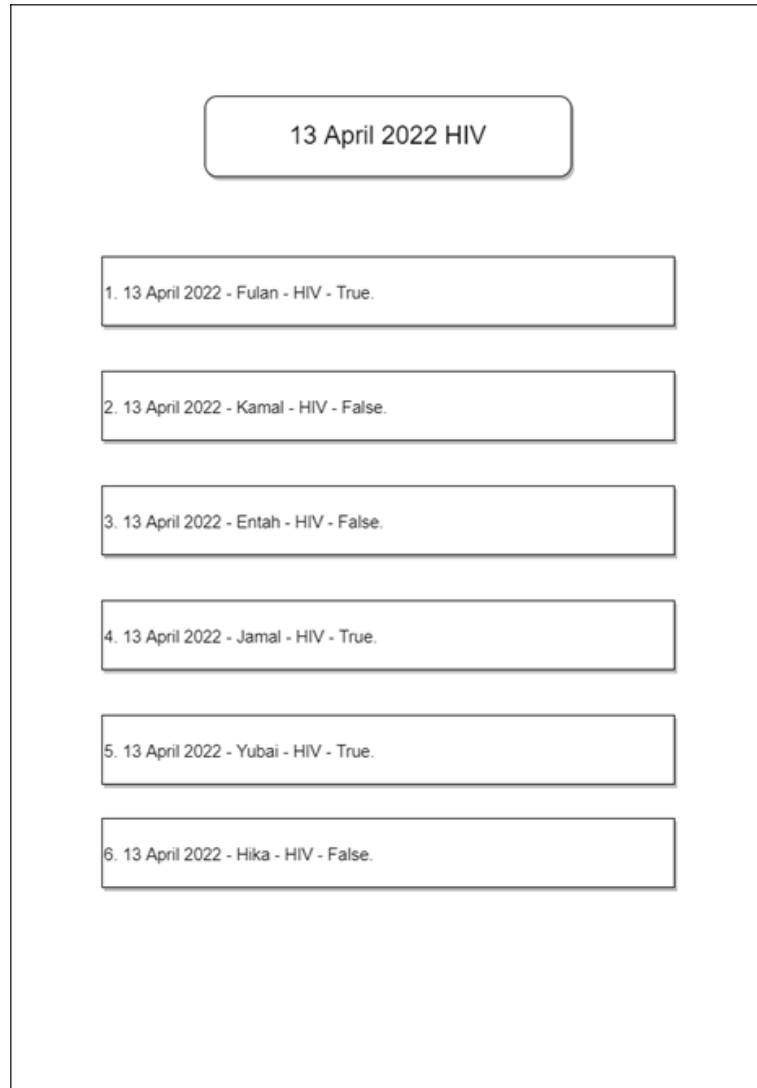 13 April 2022 HIV
1. 13 April 2022 - Fulan - HIV - True.
2. 13 April 2022 - Kamal - HIV - False.
3. 13 April 2022 - Entah - HIV - False.
4. 13 April 2022 - Jamal - HIV - True.
5. 13 April 2022 - Yubai - HIV - True.
6. 13 April 2022 - Hika - HIV - False.